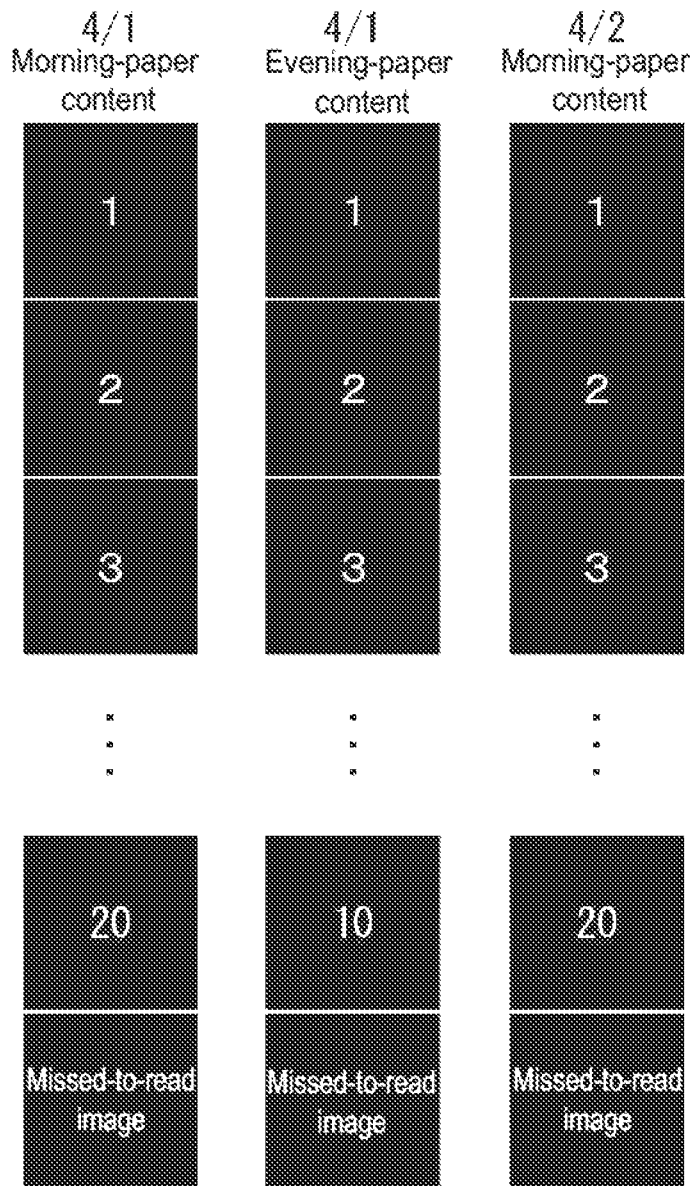 4/1
Morning-paper
content
1
2
3
20
Missed-to-read
image
4/1
Evening-paper
content
1
2
3
10
Missed-to-read
image
4/2
Morning-paper
content
1
2
3
20
Missed-to-read
image